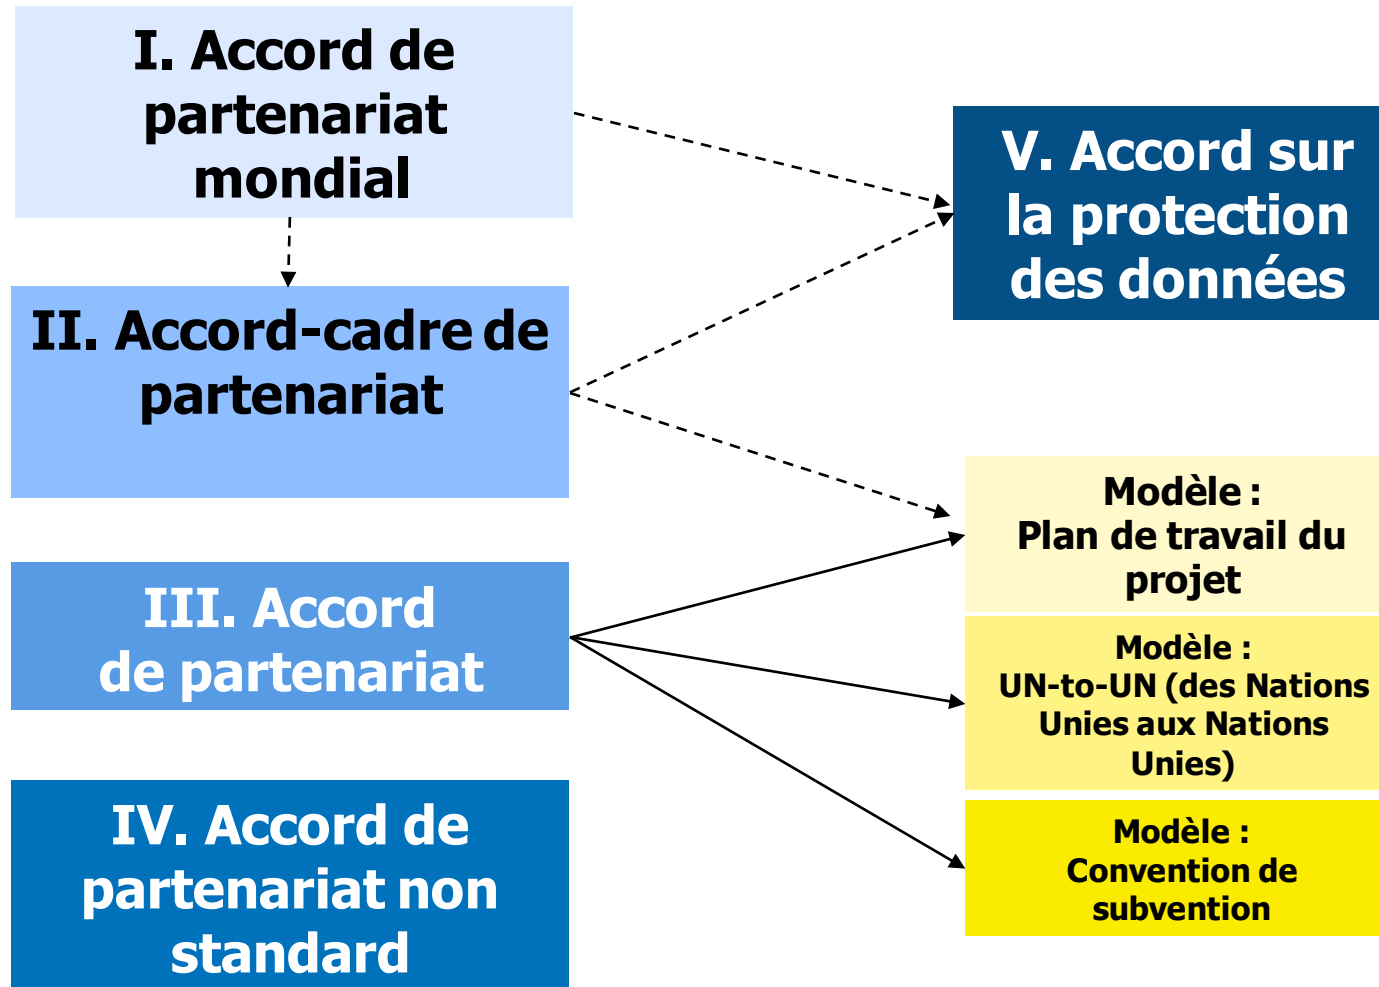 I. Accord de
partenariat
mondial
II. Accord-cadre de
partenariat
III. Accord
de partenariat
IV. Accord de
partenariat non
standard
V. Accord sur
la protection
des données
Modèle :
Plan de travail du
projet
Modèle :
UN-to-UN (des Nations
Unies aux Nations
Unies)
Modèle :
Convention de
subvention